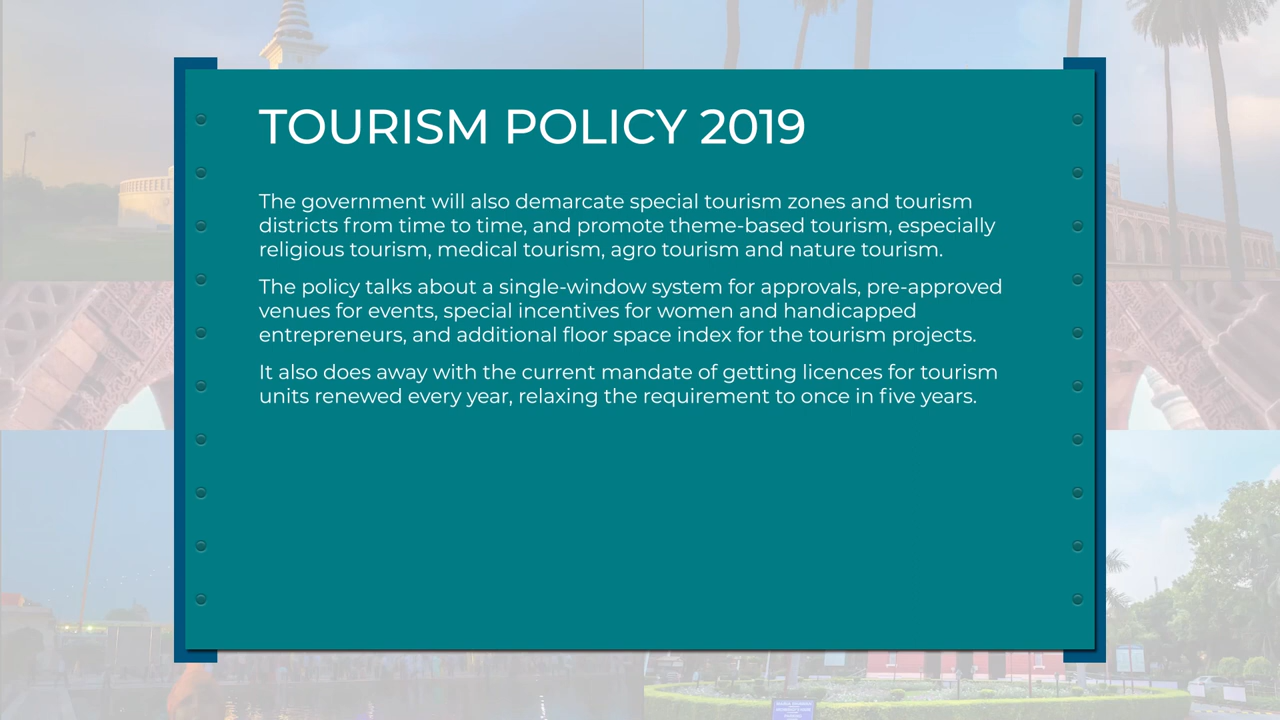 TOURISM POLICY 2019
The government will also demarcate special tourism zones and tourism
districts from time to time, and promote theme-based tourism, especially
religious tourism, medical tourism, agro tourism and nature tourism.
The policy talks about a single-window system for approvals, pre-approved
venues for events, special incentives for women and handicapped
entrepreneurs, and additional floor space index for the tourism projects.
It also does away with the current mandate of getting licences for tourism
units renewed every year, relaxing the requirement to once in five years.